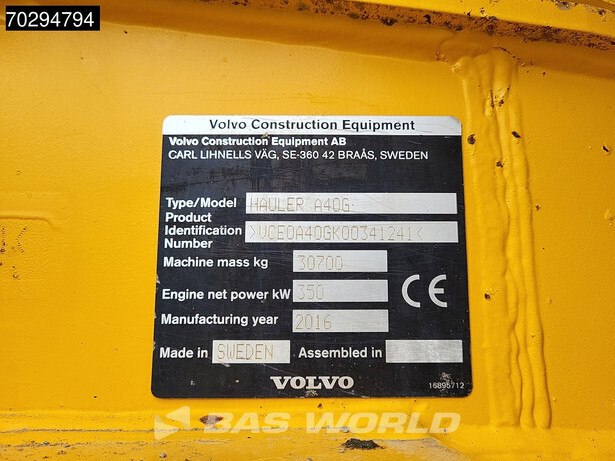 70294794
Volvo Construction Equipment
Volvo Construction Equipment AB
CARL LIHNELLS VÄG, SE-360 42 BRAÅS, SWEDEN
Type/Model HAULER A40G
Product
Identification >VCE0A40GK00341241<
Number
Machine mass kg 30700
Engine net power kW 350
Manufacturing year 2016
CE
Made in SWEDEN Assembled in
VOLVO
16895712
BAS WORLD